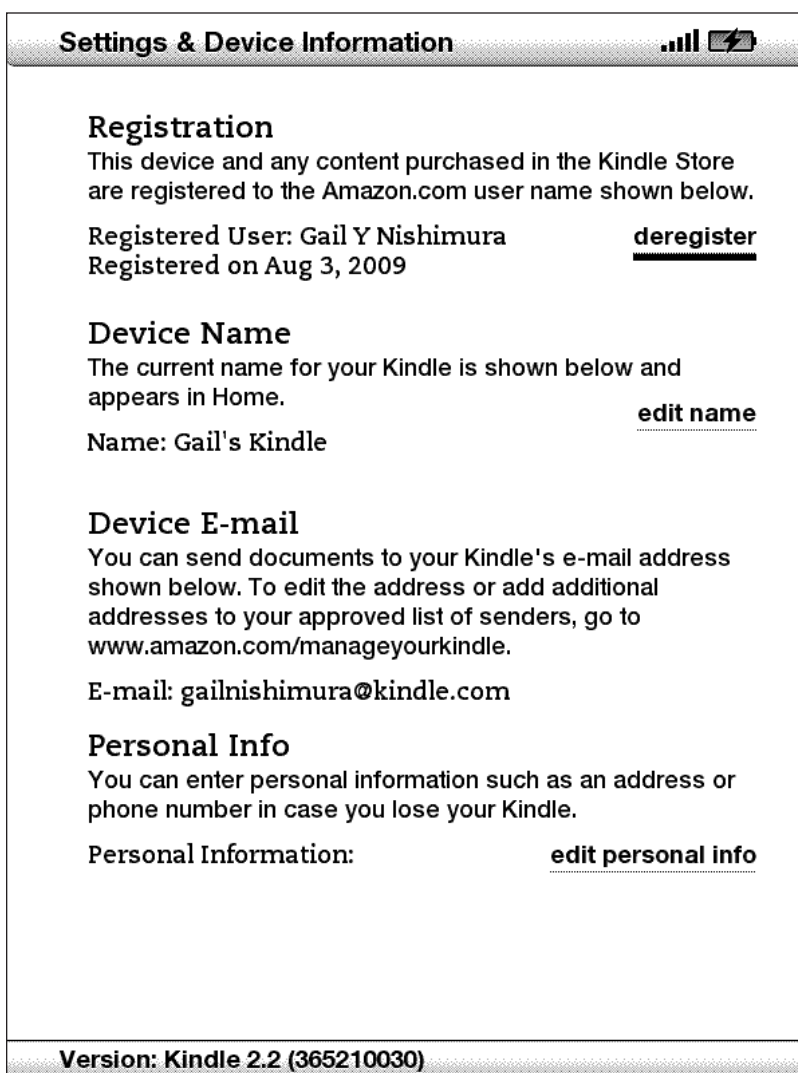 Settings & Device Information
Registration
This device and any content purchased in the Kindle Store
are registered to the Amazon.com user name shown below.
Registered User: Gail Y Nishimura
deregister
Registered on Aug 3, 2009
Device Name
The current name for your Kindle is shown below and
appears in Home.
edit name
Name: Gail's Kindle
Device E-mail
You can send documents to your Kindle's e-mail address
shown below. To edit the address or add additional
addresses to your approved list of senders, go to
www.amazon.com/manageyourkindle.
E-mail: gailnishimura@kindle.com
Personal Info
You can enter personal information such as an address or
phone number in case you lose your Kindle.
Personal Information:
edit personal info
Version: Kindle 2.2 (365210030)